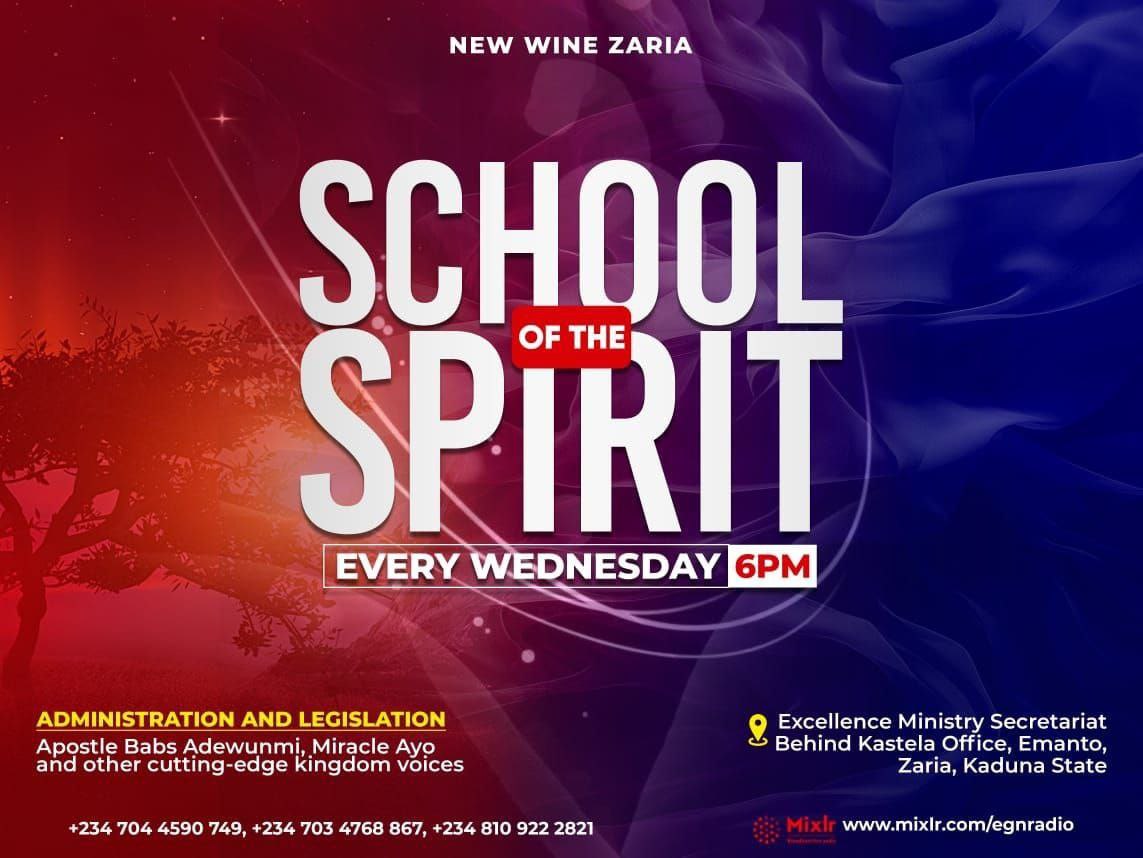 NEW WINE ZARIA
SCHOOL
OF THE
SPIRIT
EVERY WEDNESDAY 6PM
ADMINISTRATION AND LEGISLATION
Apostle Babs Adewunmi, Miracle Ayo
and other cutting-edge kingdom voices
Excellence Ministry Secretariat
Behind Kastela Office, Emanto,
Zaria, Kaduna State
+234 704 4590 749, +234 703 4768 867, +234 810 922 2821
Mixlr www.mixlr.com/egnradio